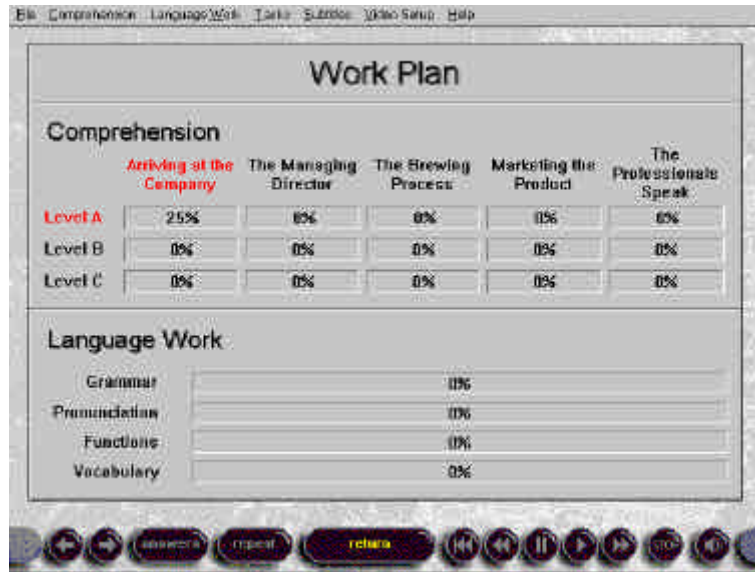 File Comprehension Language Work Tasks Subtitles Video Setup Help
Work Plan
Comprehension
Arriving at the Company The Managing Director The Brewing Process Marketing the Product The Professionals Speak
Level A 25% 0% 0% 0% 0%
Level B 0% 0% 0% 0% 0%
Level C 0% 0% 0% 0% 0%
Language Work
Grammar 0%
Pronunciation 0%
Functions 0%
Vocabulary 0%
answers repeat return STOP